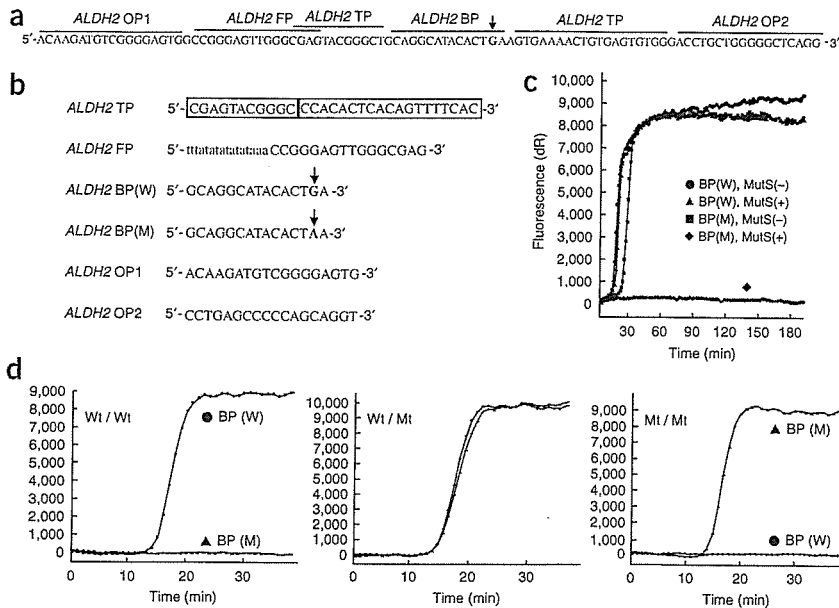 a
ALDH2 OP1 ALDH2 FP ALDH2 TP ALDH2 BP ALDH2 TP ALDH2 OP2
5′-ACAAGATGTCGGGGAGTGGCCGGGAGTTGGGCGAGTACGGGCTGCAGGCATACACTGAAGTGAAAACTGTGAGTGTGGGACCTGCTGGGGGCTCAGG-3′
b
ALDH2 TP 5′-CGAGTACGGGC CCACACTCACAGTTTTCAC-3′
ALDH2 FP 5′-tttatatatatataaaCCGGGAGTTGGGCGAG-3′
ALDH2 BP(W) 5′-GCAGGCATACACTGA-3′
ALDH2 BP(M) 5′-GCAGGCATACACTAA-3′
ALDH2 OP1 5′-ACAAGATGTCGGGGAGTG-3′
ALDH2 OP2 5′-CCTGAGCCCCCAGCAGGT-3′
c
Fluorescence (dR)
10,000
9,000
8,000
7,000
6,000
5,000
4,000
3,000
2,000
1,000
0
BP(W), MutS(−)
BP(W), MutS(+)
BP(M), MutS(−)
BP(M), MutS(+)
30 60 90 120 150 180
Time (min)
d
9,000
8,000
7,000
6,000
5,000
4,000
3,000
2,000
1,000
0
Wt / Wt
BP (W)
BP (M)
0 10 20 30
Time (min)
10,000
9,000
8,000
7,000
6,000
5,000
4,000
3,000
2,000
1,000
0
Wt / Mt
0 10 20 30
Time (min)
9,000
8,000
7,000
6,000
5,000
4,000
3,000
2,000
1,000
0
Mt / Mt
BP (M)
BP (W)
0 10 20 30
Time (min)